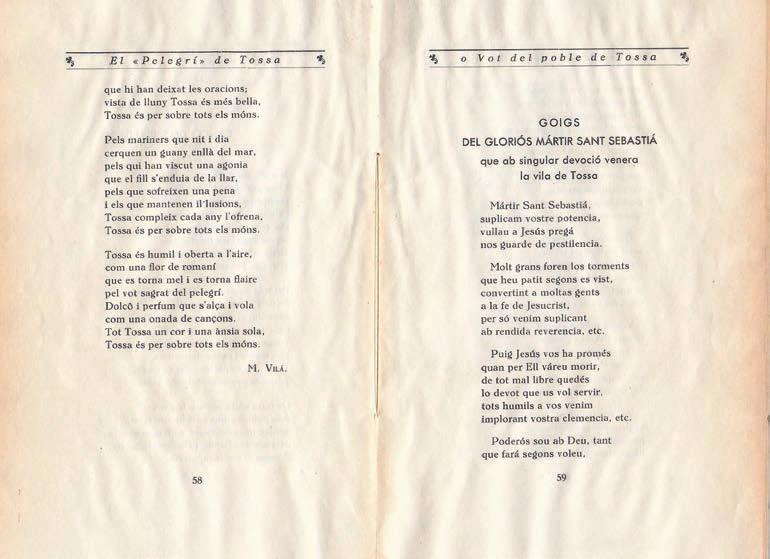 El «Pelegrí» de Tossa
que hi han deixat les oracions;
vista de lluny Tossa és més bella,
Tossa és per sobre tots els móns.
Pels mariners que nit i dia
cerquen un guany enllà del mar,
pels qui han viscut una agonia
que el fill s'enduia de la llar,
pels que sofreixen una pena
i els que mantenen il'lusions,
Tossa compleix cada any l'ofrena,
Tossa és per sobre tots els móns.
Tossa és humil i oberta a l'aire,
com una flor de romaní
que es torna mel i es torna flaire
pel vot sagrat del pelegrí.
Dolcô i perfum que s'alça i vola
com una onada de cançons.
Tot Tossa un cor i una ànsia sola,
Tossa és per sobre tots els móns.
M. VILÁ.
58
o Vot del poble de Tossa
GOIGS
DEL GLORIÓS MÁRTIR SANT SEBASTIÁ
que ab singular devoció venera
la vila de Tossa
Mártir Sant Sebastiá,
suplicam vostre potencia,
vullau a Jesús pregá
nos guarde de pestilencia.
Molt grans foren los torments
que heu patit segons es vist,
convertint a moltas gents
a la fe de Jesucrist,
per só venim suplicant
ab rendida reverencia, etc.
Puig Jesús vos ha promés
quan per Ell váreu morir,
de tot mal libre quedés
lo devot que us vol servir,
tots humils a vos venim
implorant vostra clemencia, etc.
Poderós sou ab Deu, tant
que fará segons voleu,
59